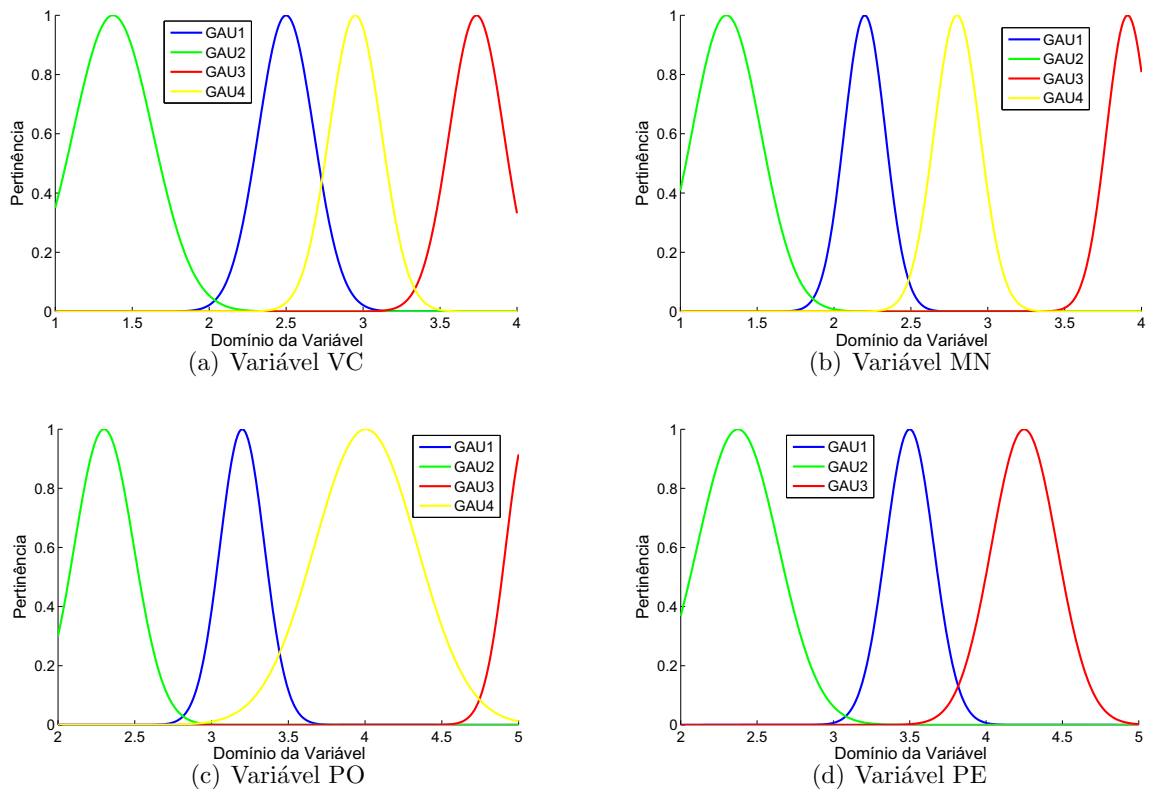 Pertinência
1
0.8
0.6
0.4
0.2
0
1 1.5 2 2.5 3 3.5 4
GAU1
GAU2
GAU3
GAU4
Domínio da Variável
(a) Variável VC
Pertinência
1
0.8
0.6
0.4
0.2
0
1 1.5 2 2.5 3 3.5 4
GAU1
GAU2
GAU3
GAU4
Domínio da Variável
(b) Variável MN
Pertinência
1
0.8
0.6
0.4
0.2
0
2 2.5 3 3.5 4 4.5 5
GAU1
GAU2
GAU3
GAU4
Domínio da Variável
(c) Variável PO
Pertinência
1
0.8
0.6
0.4
0.2
0
2 2.5 3 3.5 4 4.5 5
GAU1
GAU2
GAU3
Domínio da Variável
(d) Variável PE